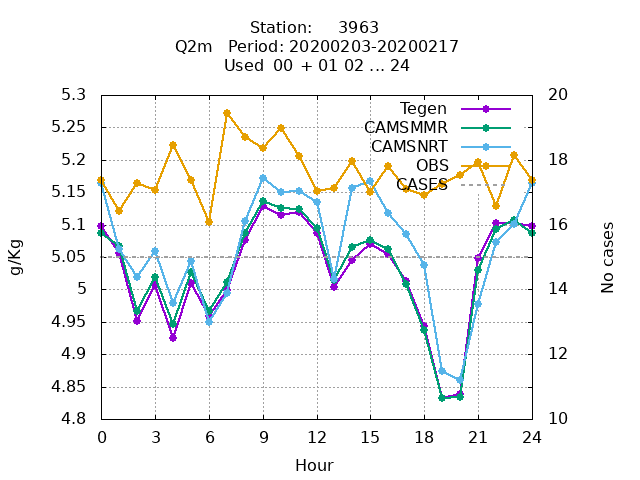 Station: 3963
Q2m Period: 20200203-20200217
Used 00 + 01 02 ... 24
5.3
5.25
5.2
5.15
5.1
5.05
5
4.95
4.9
4.85
4.8
g/Kg
Tegen
CAMSMMR
CAMSNRT
OBS
CASES
20
18
16
14
12
10
No cases
0 3 6 9 12 15 18 21 24
Hour